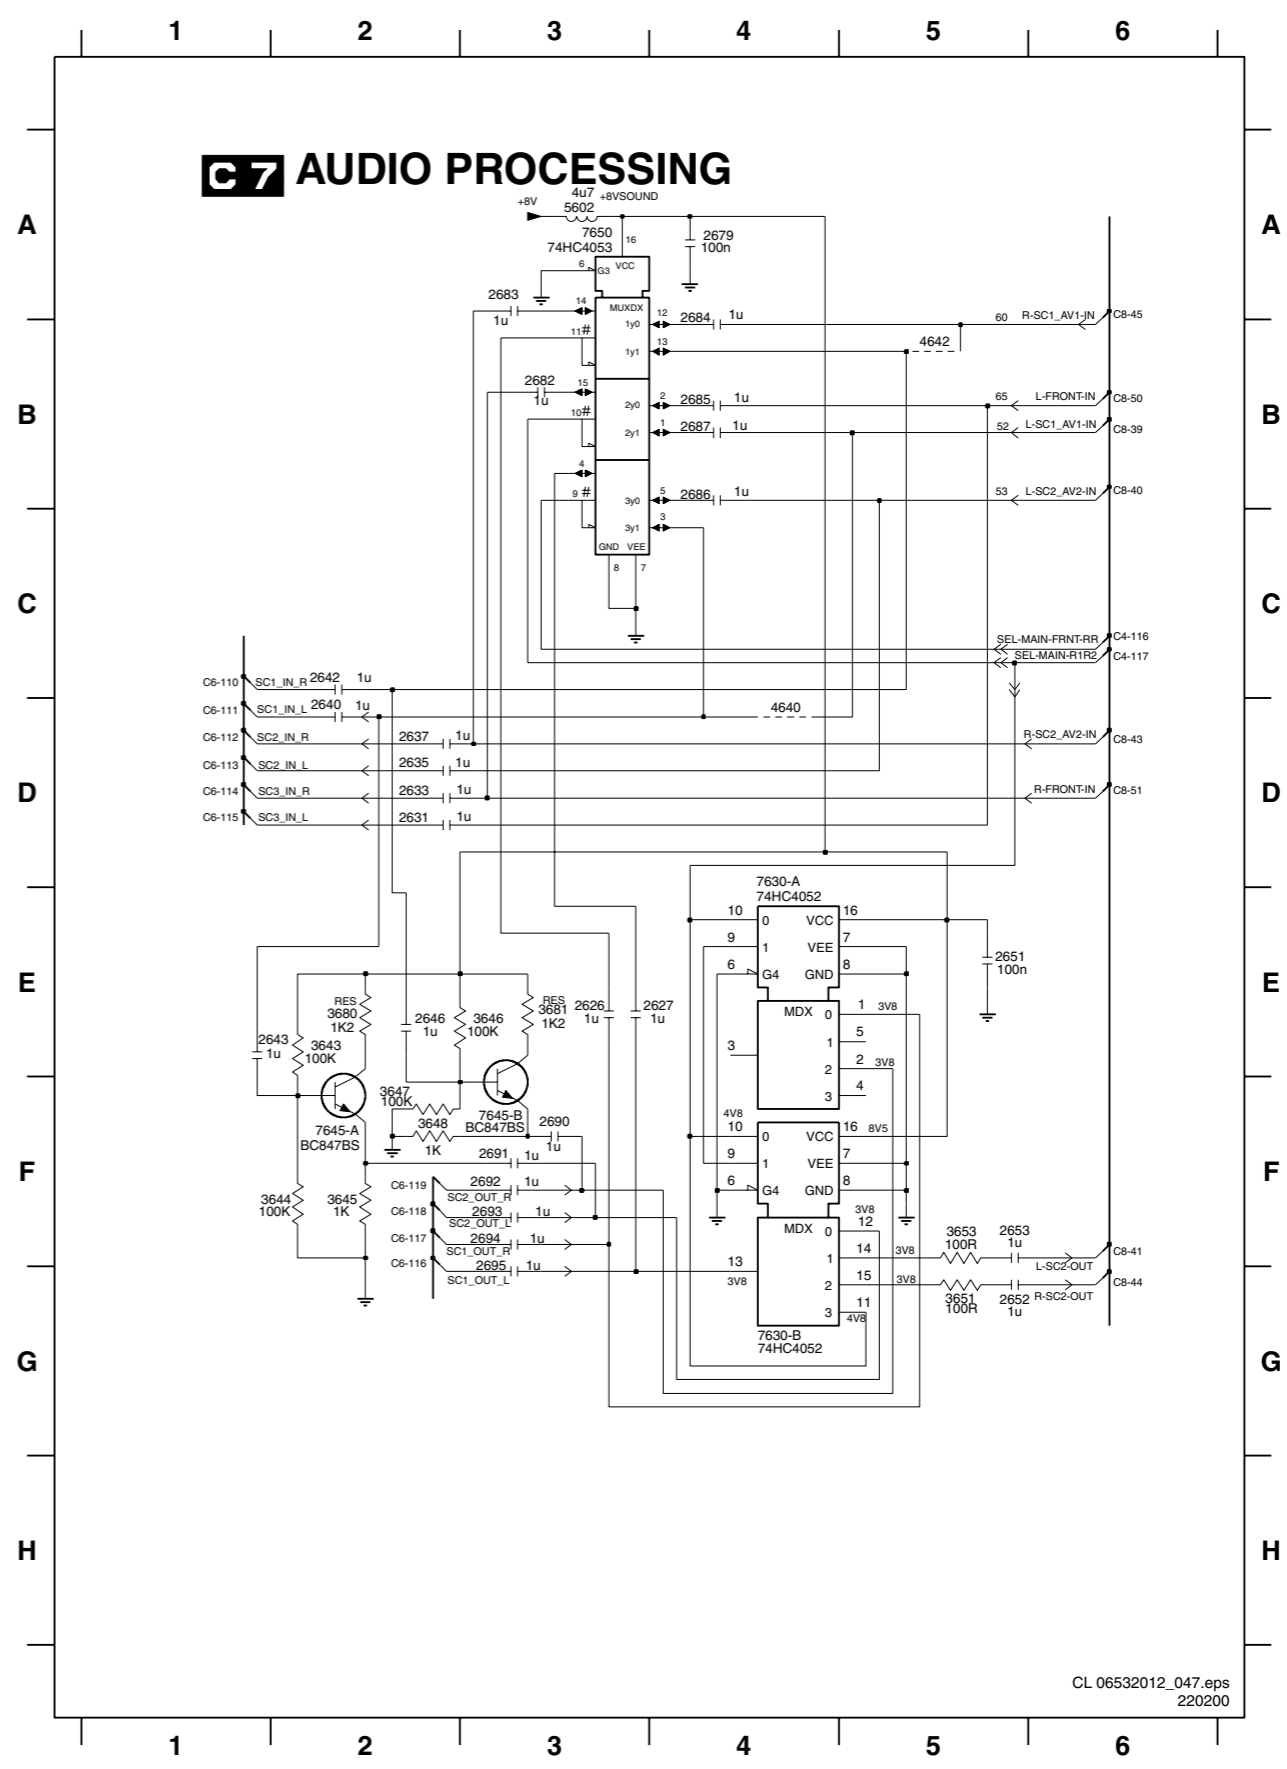 1 2 3 4 5 6
C 7 AUDIO PROCESSING
A A
+8V
4u7
5602
+8VSOUND
7650
74HC4053
16
2679
100n
6
G3
VCC
2683
1u
14
MUXDX
12
2684
1u
60
R-SC1_AV1-IN
C8-45
1y0
11#
1y1
13
4642
B B
2682
1u
15
2y0
2
2685
1u
65
L-FRONT-IN
C8-50
10#
2y1
1
2687
1u
52
L-SC1_AV1-IN
C8-39
4
9 #
3y0
5
2686
1u
53
L-SC2_AV2-IN
C8-40
3y1
3
GND VEE
8
7
C C
SEL-MAIN-FRNT-RR
C4-116
SEL-MAIN-R1R2
C4-117
C6-110
SC1_IN_R
2642
1u
C6-111
SC1_IN_L
2640
1u
4640
C6-112
SC2_IN_R
2637
1u
R-SC2_AV2-IN
C8-43
C6-113
SC2_IN_L
2635
1u
D D
C6-114
SC3_IN_R
2633
1u
R-FRONT-IN
C8-51
C6-115
SC3_IN_L
2631
1u
7630-A
74HC4052
10
0
VCC
16
9
1
VEE
7
6
G4
GND
8
2651
100n
E E
RES
3680
1K2
2646
1u
3646
100K
RES
3681
1K2
2626
1u
2627
1u
MDX
0
1
3V8
1
5
3
2
2
3V8
3
4
2643
1u
3643
100K
7645-A
BC847BS
3647
100K
3648
1K
7645-B
BC847BS
2690
1u
4V8
10
0
VCC
16
8V5
9
1
VEE
7
6
G4
GND
8
F F
2691
1u
C6-119
2692
1u
SC2_OUT_R
C6-118
2693
1u
SC2_OUT_L
C6-117
2694
1u
SC1_OUT_R
C6-116
2695
1u
SC1_OUT_L
3644
100K
3645
1K
MDX
0
3V8
12
1
14
3V8
3653
100R
2653
1u
L-SC2-OUT
C8-41
13
3V8
2
15
3V8
3651
100R
2652
1u
R-SC2-OUT
C8-44
3
11
4V8
7630-B
74HC4052
G G
H H
CL 06532012_047.eps
220200
1 2 3 4 5 6